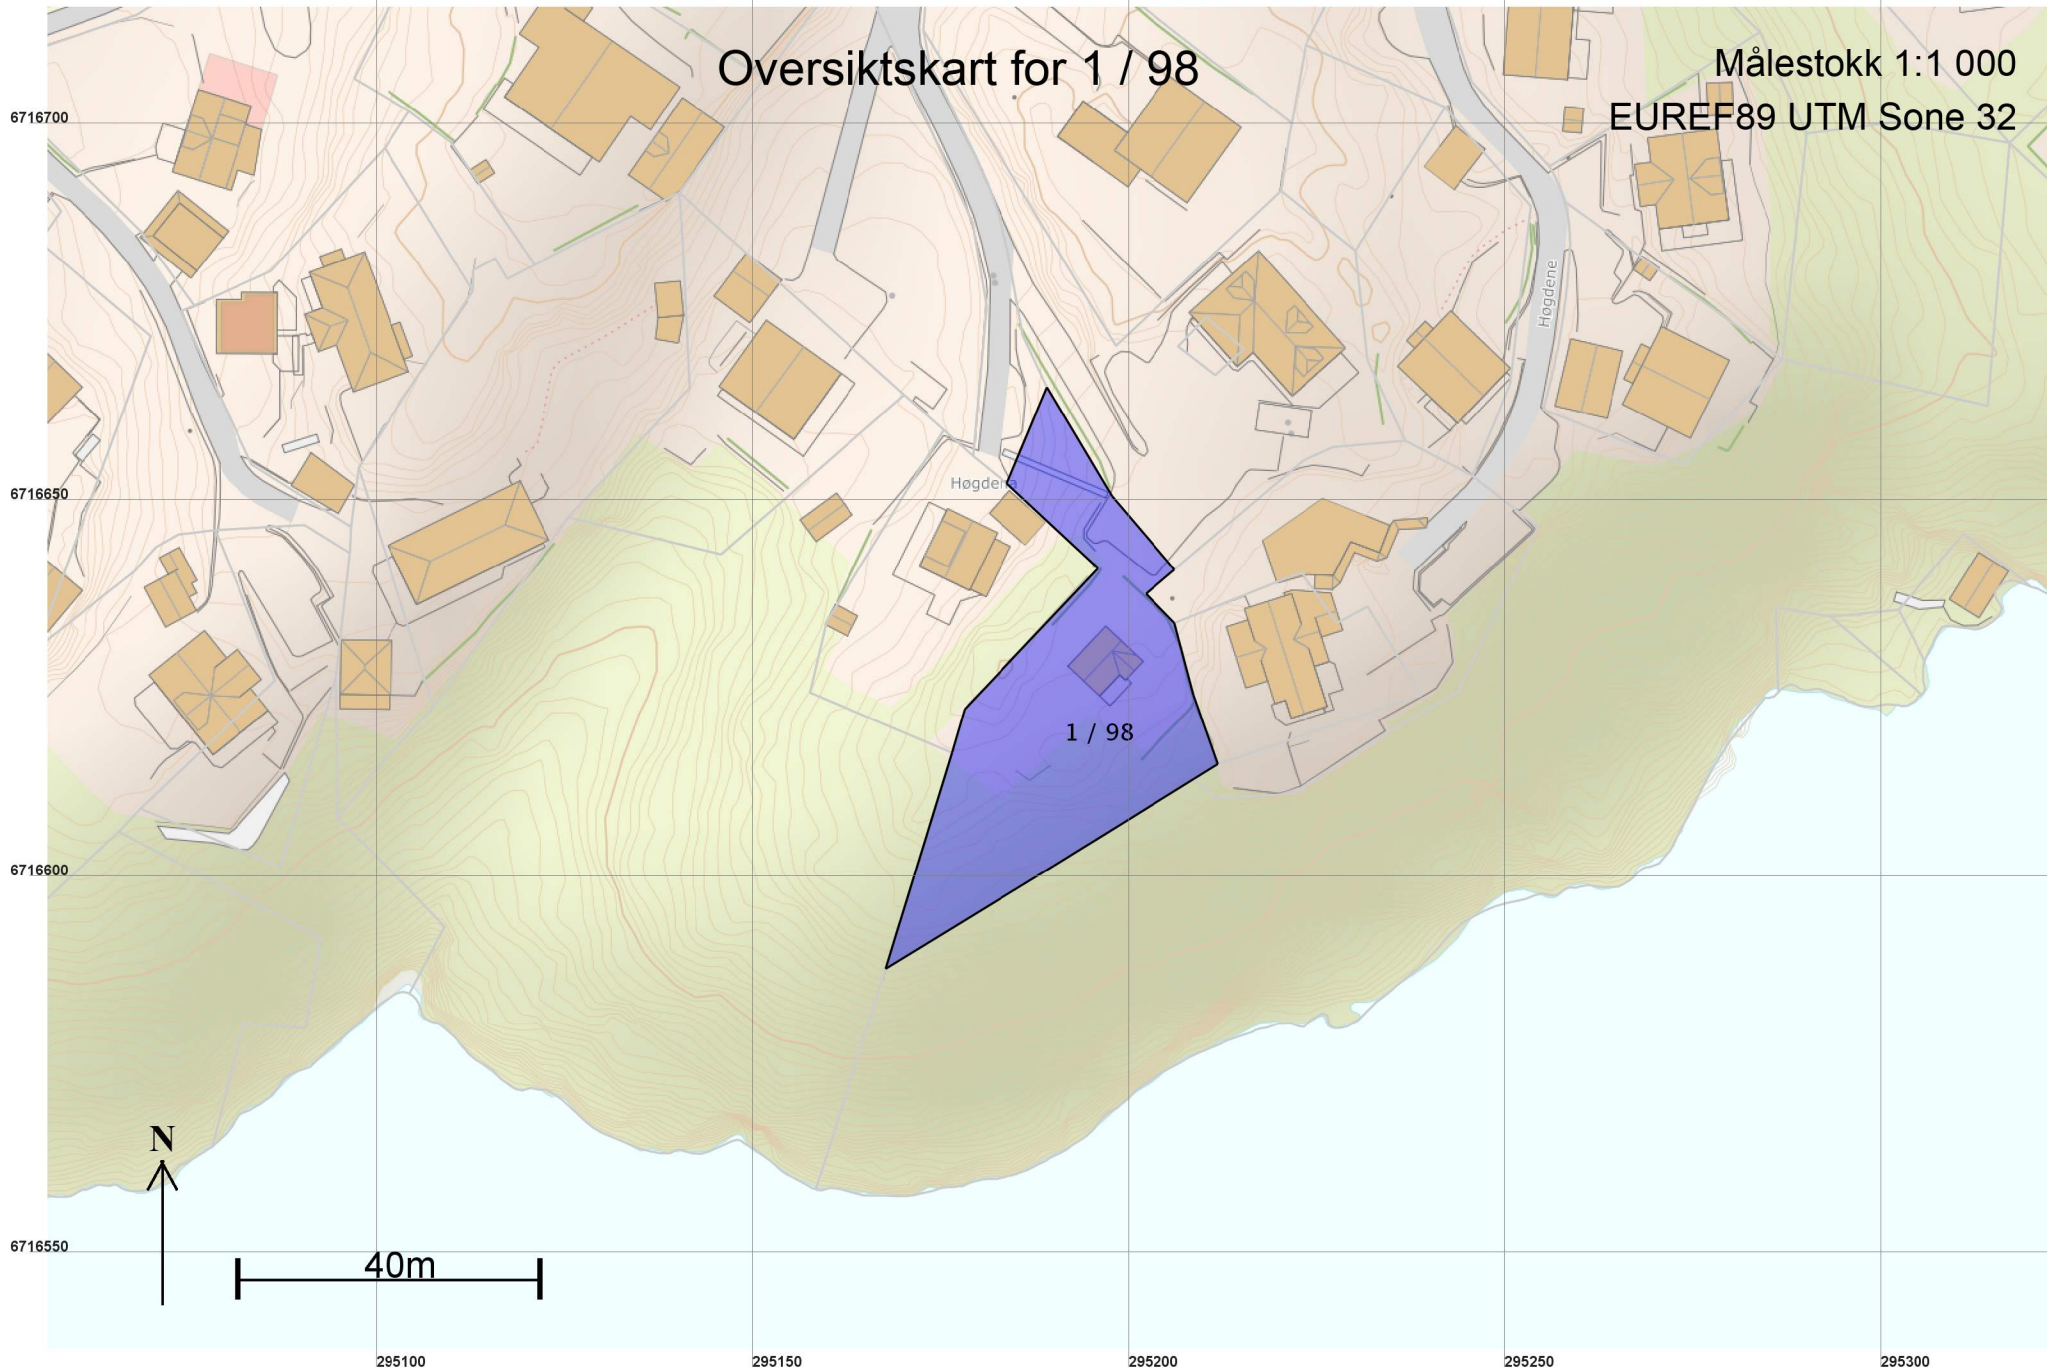 Oversiktskart for 1 / 98
Målestokk 1:1 000
EUREF89 UTM Sone 32
6716700
Høgdene
Høgdena
6716650
1 / 98
6716600
N
6716550
40m
295100
295150
295200
295250
295300